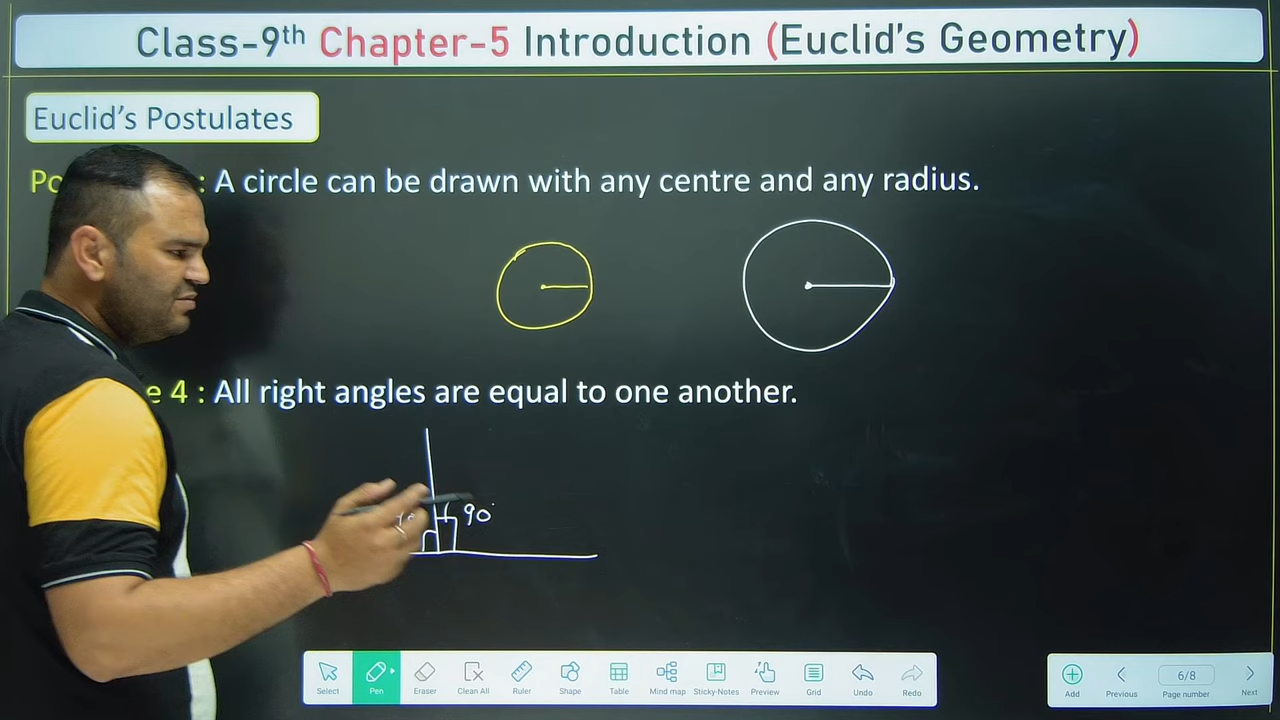 Class-9th Chapter-5 Introduction (Euclid's Geometry)
Euclid's Postulates
: A circle can be drawn with any centre and any radius.
e 4 : All right angles are equal to one another.
90°
Select Pen Eraser Clean All Ruler Shape Table Mind map Sticky-Notes Preview Grid Undo Redo
Add Previous 6/8 Page number Next